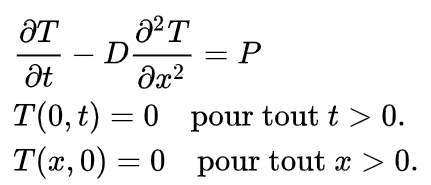 ∂T/∂t − D ∂²T/∂x² = P
T(0, t) = 0 pour tout t > 0.
T(x, 0) = 0 pour tout x > 0.